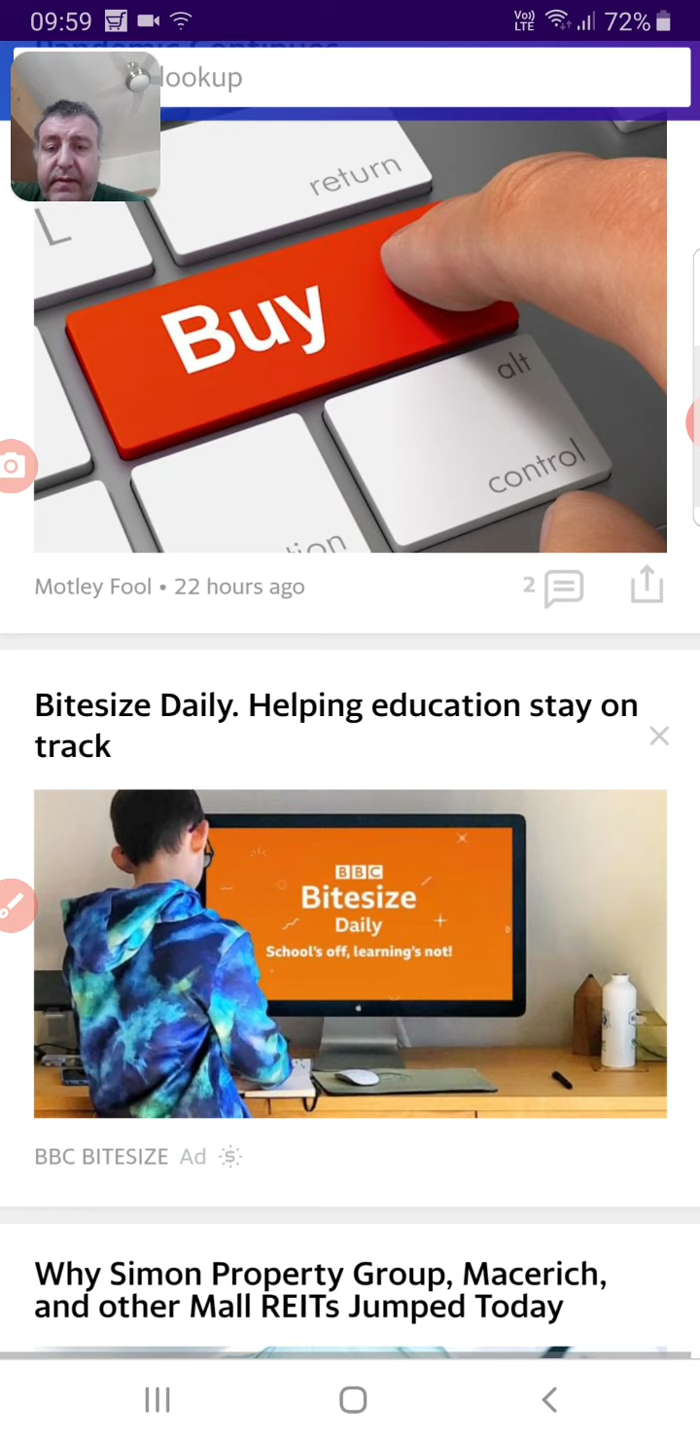 09:59
Vo))
LTE
72%
lookup
return
L
Buy
alt
control
Motley Fool • 22 hours ago
2
Bitesize Daily. Helping education stay on
track
BBC
Bitesize
Daily
School's off, learning's not!
BBC BITESIZE Ad
Why Simon Property Group, Macerich,
and other Mall REITs Jumped Today